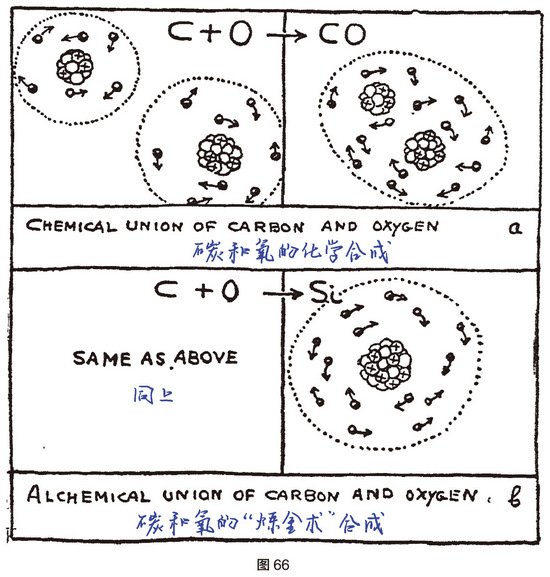 C + O → CO
CHEMICAL UNION OF CARBON AND OXYGEN a
碳和氧的化学合成
C + O → Si
SAME AS ABOVE
同上
ALCHEMICAL UNION OF CARBON AND OXYGEN. b
碳和氧的“炼金术”合成
图 66